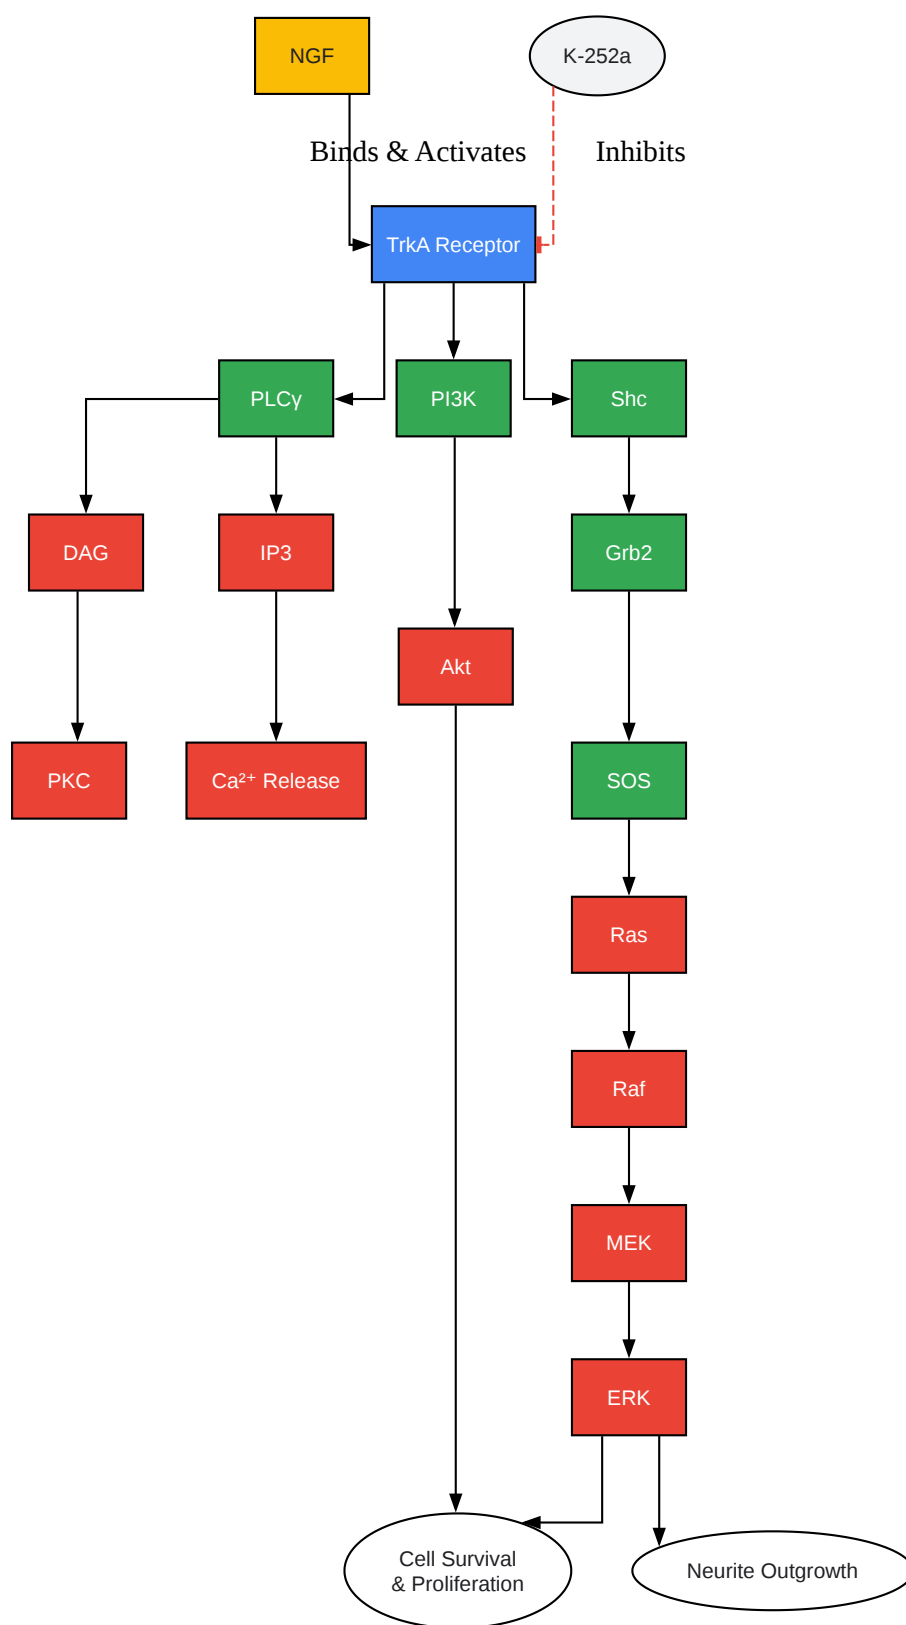 NGF
K-252a
Binds & Activates
Inhibits
TrkA Receptor
PLCγ
PI3K
Shc
DAG
IP3
Grb2
Akt
PKC
Ca²⁺ Release
SOS
Ras
Raf
MEK
ERK
Cell Survival
& Proliferation
Neurite Outgrowth